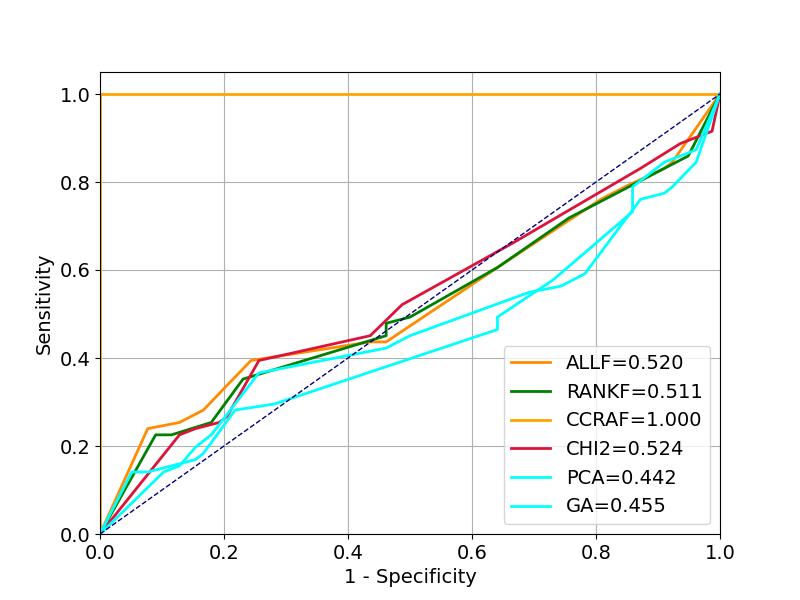 1.0
0.8
0.6
0.4
0.2
0.0
Sensitivity
ALLF=0.520
RANKF=0.511
CCRAF=1.000
CHI2=0.524
PCA=0.442
GA=0.455
0.0 0.2 0.4 0.6 0.8 1.0
1 - Specificity